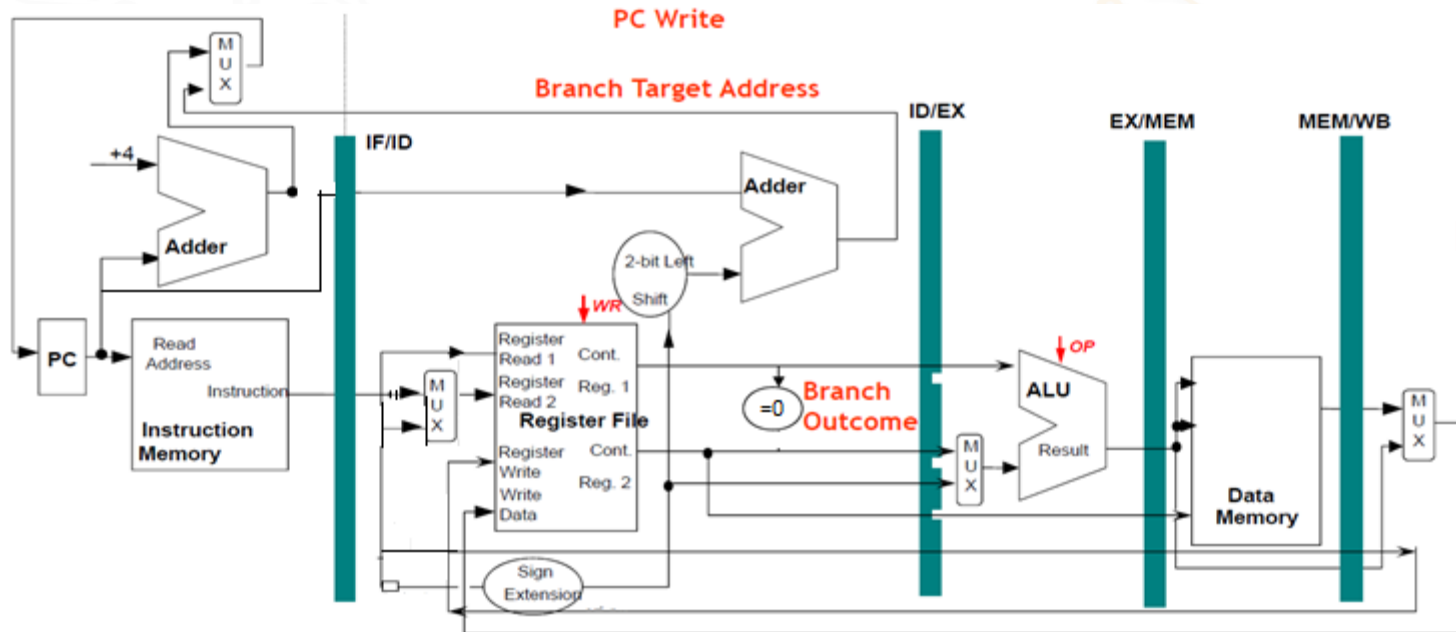 PC Write
M
U
X
Branch Target Address
ID/EX
EX/MEM
MEM/WB
IF/ID
+4
Adder
Adder
2-bit Left
Shift
WR
OP
PC
Read
Address
Instruction
Instruction
Memory
M
U
X
Register
Read 1
Register
Read 2
Register File
Register
Write
Write
Data
Cont.
Reg. 1
Cont.
Reg. 2
=0
Branch
Outcome
M
U
X
ALU
Result
Data
Memory
M
U
X
Sign
Extension